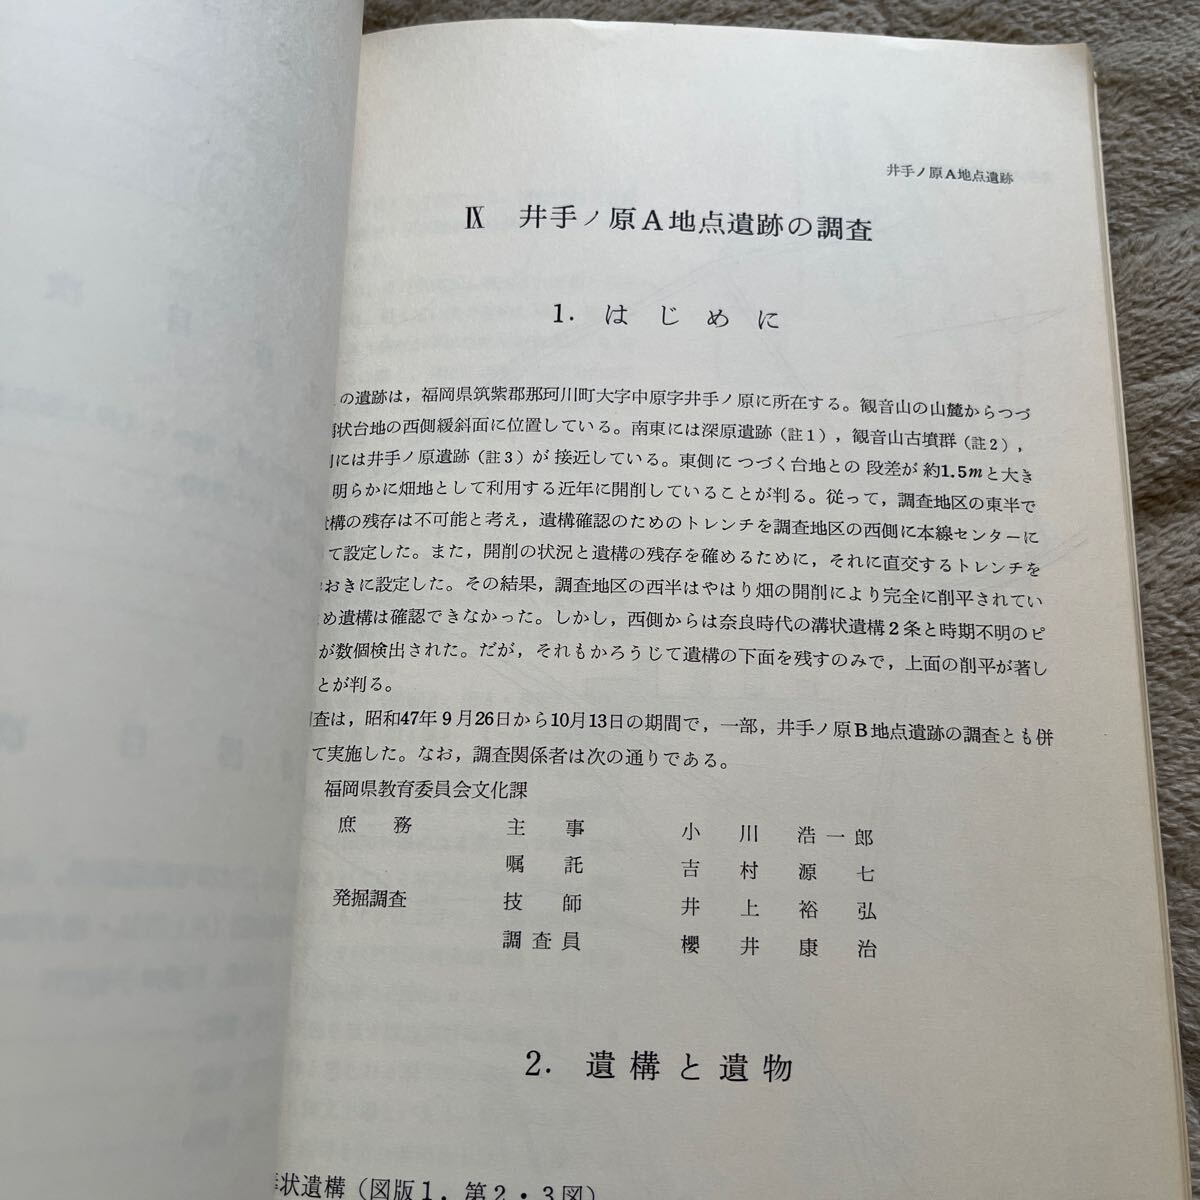 井手ノ原A地点遺跡
Ⅸ 井手ノ原A地点遺跡の調査
1. はじめに
の遺跡は，福岡県筑紫郡那珂川町大字中原字井手ノ原に所在する。観音山の山麓からつづ
状台地の西側緩斜面に位置している。南東には深原遺跡（註1），観音山古墳群（註2），
には井手ノ原遺跡（註3）が接近している。東側につづく台地との段差が約1.5mと大き
明らかに畑地として利用する近年に開削していることが判る。従って，調査地区の東半で
構の残存は不可能と考え，遺構確認のためのトレンチを調査地区の西側に本線センターに
て設定した。また，開削の状況と遺構の残存を確めるために，それに直交するトレンチを
おきに設定した。その結果，調査地区の西半はやはり畑の開削により完全に削平されてい
め遺構は確認できなかった。しかし，西側からは奈良時代の溝状遺構2条と時期不明のピ
が数個検出された。だが，それもかろうじて遺構の下面を残すのみで，上面の削平が著し
とが判る。
査は，昭和47年9月26日から10月13日の期間で，一部，井手ノ原B地点遺跡の調査とも併
て実施した。なお，調査関係者は次の通りである。
福岡県教育委員会文化課
庶務 主事 小川浩一郎
嘱託 吉村源七
発掘調査 技師 井上裕弘
調査員 櫻井康治
2. 遺構と遺物
状遺構（図版1，第2・3図）